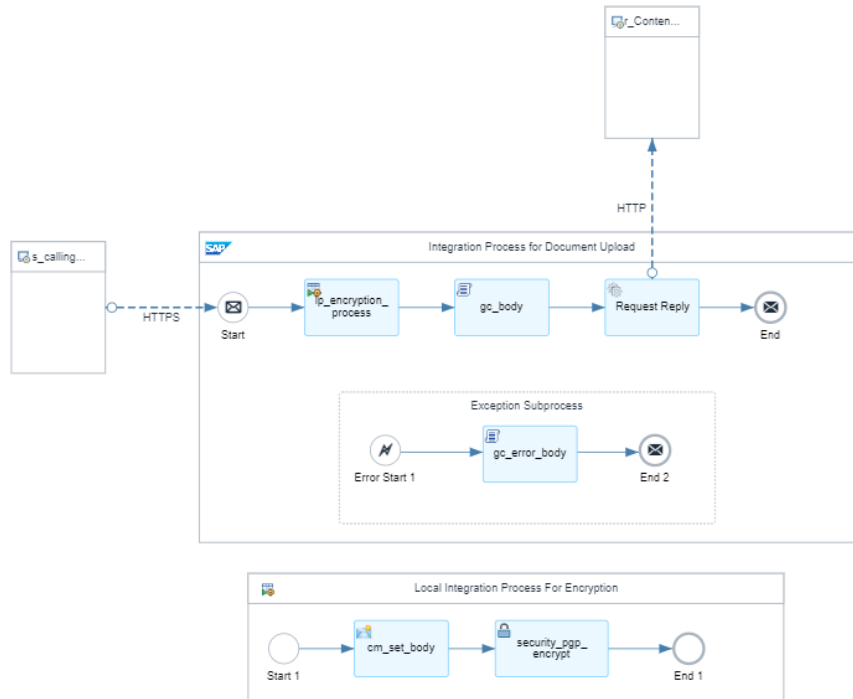 r_Conten...
HTTP
s_calling...
HTTPS
SAP
Integration Process for Document Upload
Start
ip_encryption_
process
gc_body
Request Reply
End
Exception Subprocess
Error Start 1
gc_error_body
End 2
Local Integration Process For Encryption
Start 1
cm_set_body
security_pgp_
encrypt
End 1